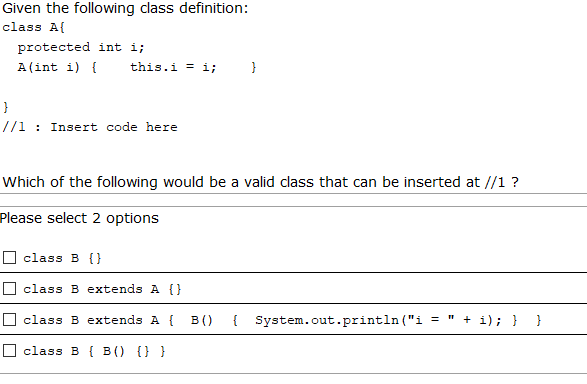 Given the following class definition:
class A{
protected int i;
A(int i) { this.i = i; }
}
//1 : Insert code here
Which of the following would be a valid class that can be inserted at //1 ?
Please select 2 options
class B {}
class B extends A {}
class B extends A { B() { System.out.println("i = " + i); } }
class B { B() {} }